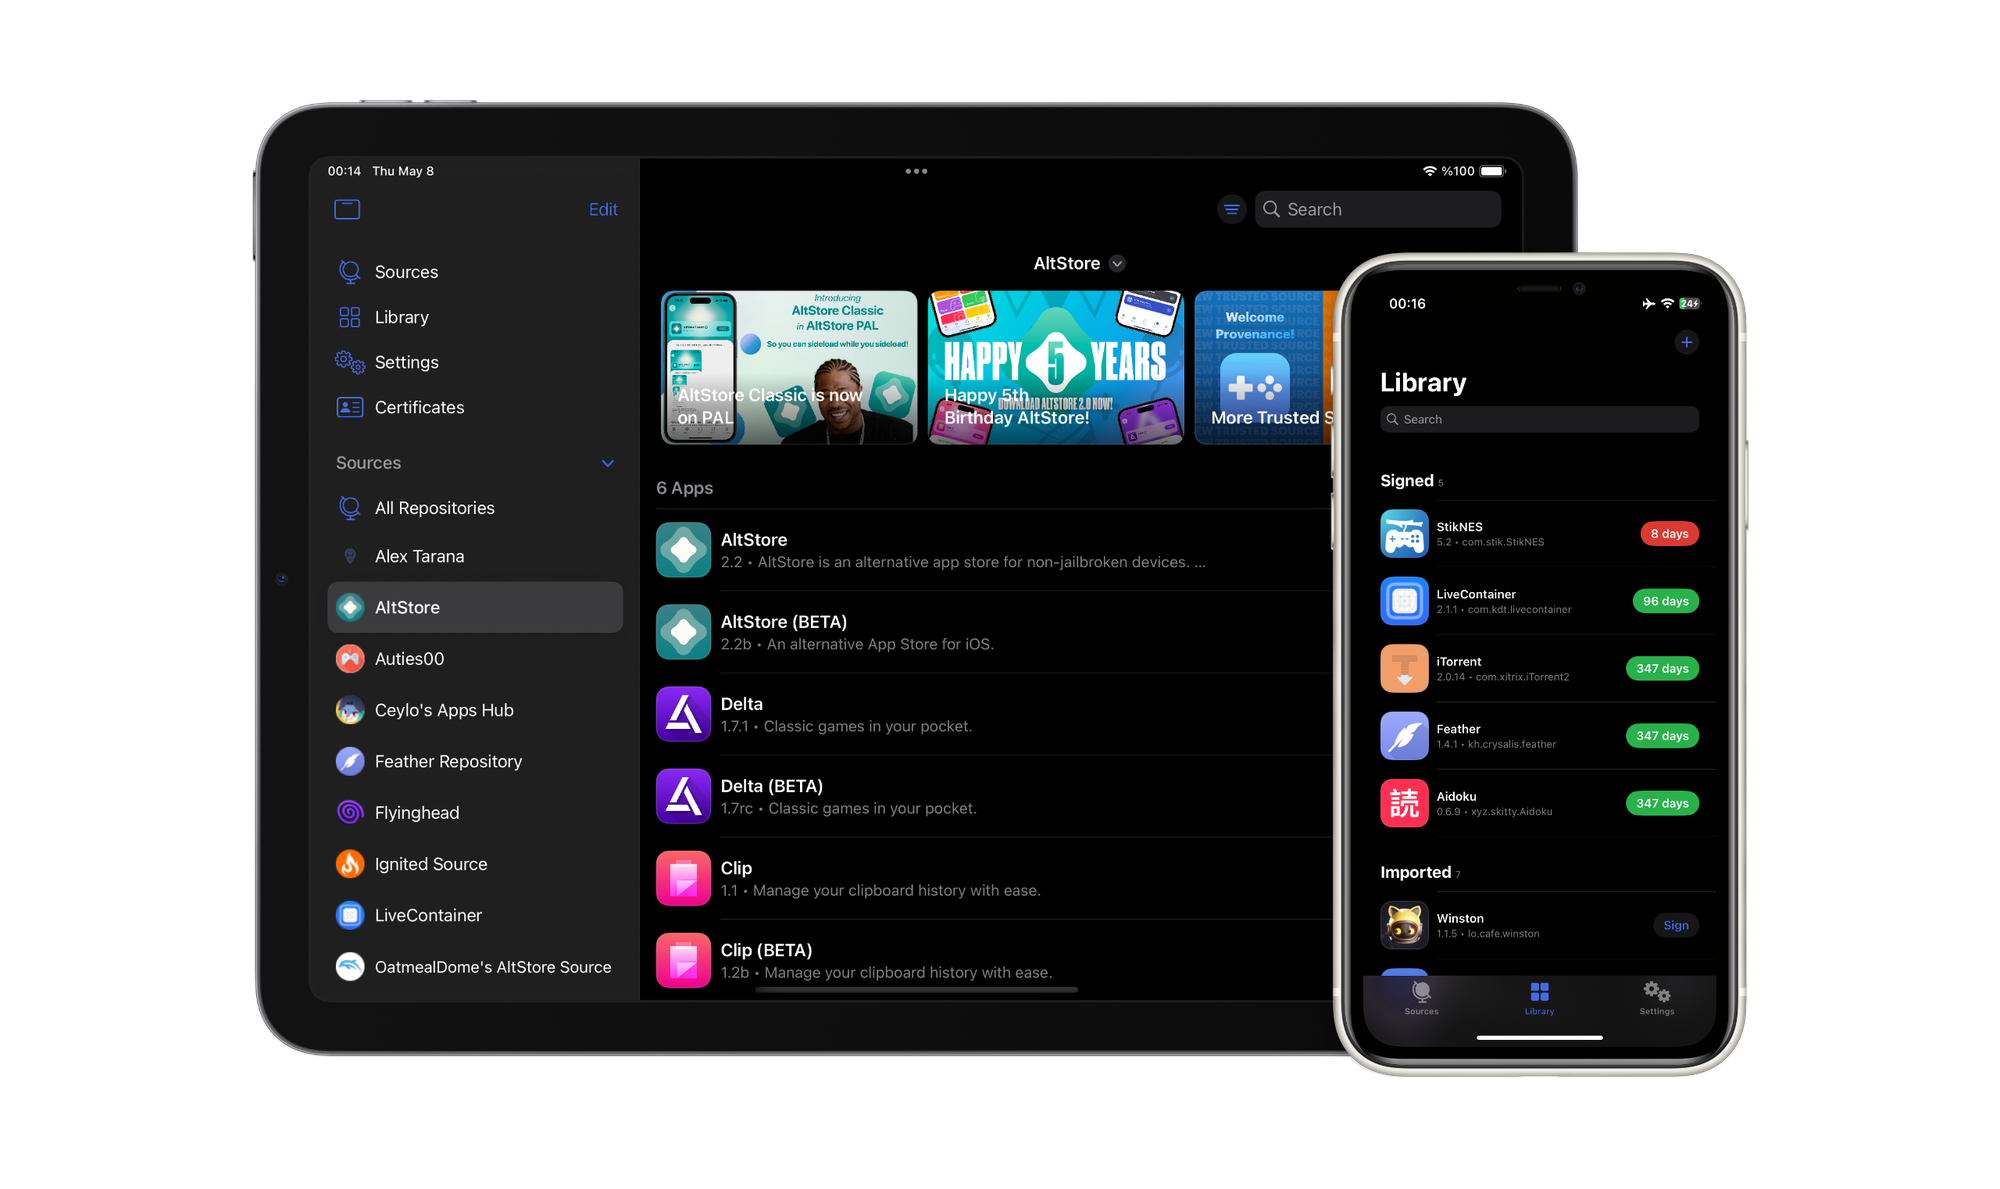 00:14 Thu May 8
%100
Edit
Search
Sources
Library
Settings
Certificates
Sources
All Repositories
Alex Tarana
AltStore
Auties00
Ceylo's Apps Hub
Feather Repository
Flyinghead
Ignited Source
LiveContainer
OatmealDome's AltStore Source
AltStore
Introducing
AltStore Classic
in AltStore PAL
So you can sideload while you sideload!
AltStore Classic is now
on PAL
HAPPY 5 YEARS
DOWNLOAD ALTSTORE 2.0 NOW!
Happy 5th
Birthday AltStore!
Welcome
Provenance!
More Trusted S
6 Apps
AltStore
2.2 • AltStore is an alternative app store for non-jailbroken devices. ...
AltStore (BETA)
2.2b • An alternative App Store for iOS.
Delta
1.7.1 • Classic games in your pocket.
Delta (BETA)
1.7rc • Classic games in your pocket.
Clip
1.1 • Manage your clipboard history with ease.
Clip (BETA)
1.2b • Manage your clipboard history with ease.
00:16
24
Library
Search
Signed 5
StikNES
5.2 • com.stik.StikNES
8 days
LiveContainer
2.1.1 • com.kdt.livecontainer
96 days
iTorrent
2.0.14 • com.xitrix.iTorrent2
347 days
Feather
1.4.1 • kh.crysalis.feather
347 days
読
Aidoku
0.6.9 • xyz.skitty.Aidoku
347 days
Imported 7
Winston
1.1.5 • lo.cafe.winston
Sign
Sources
Library
Settings